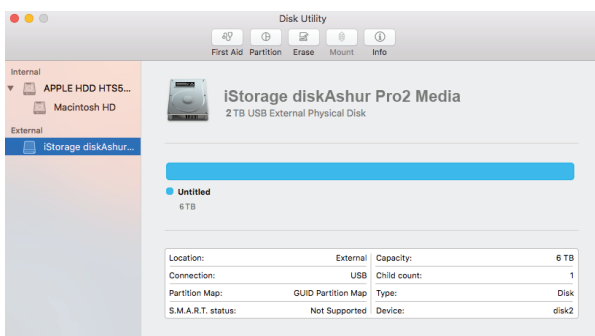 Disk Utility
First Aid Partition Erase Mount Info
Internal
APPLE HDD HTS5...
Macintosh HD
External
iStorage diskAshur...
iStorage diskAshur Pro2 Media
2 TB USB External Physical Disk
Untitled
6 TB
Location: External Capacity: 6 TB
Connection: USB Child count: 1
Partition Map: GUID Partition Map Type: Disk
S.M.A.R.T. status: Not Supported Device: disk2